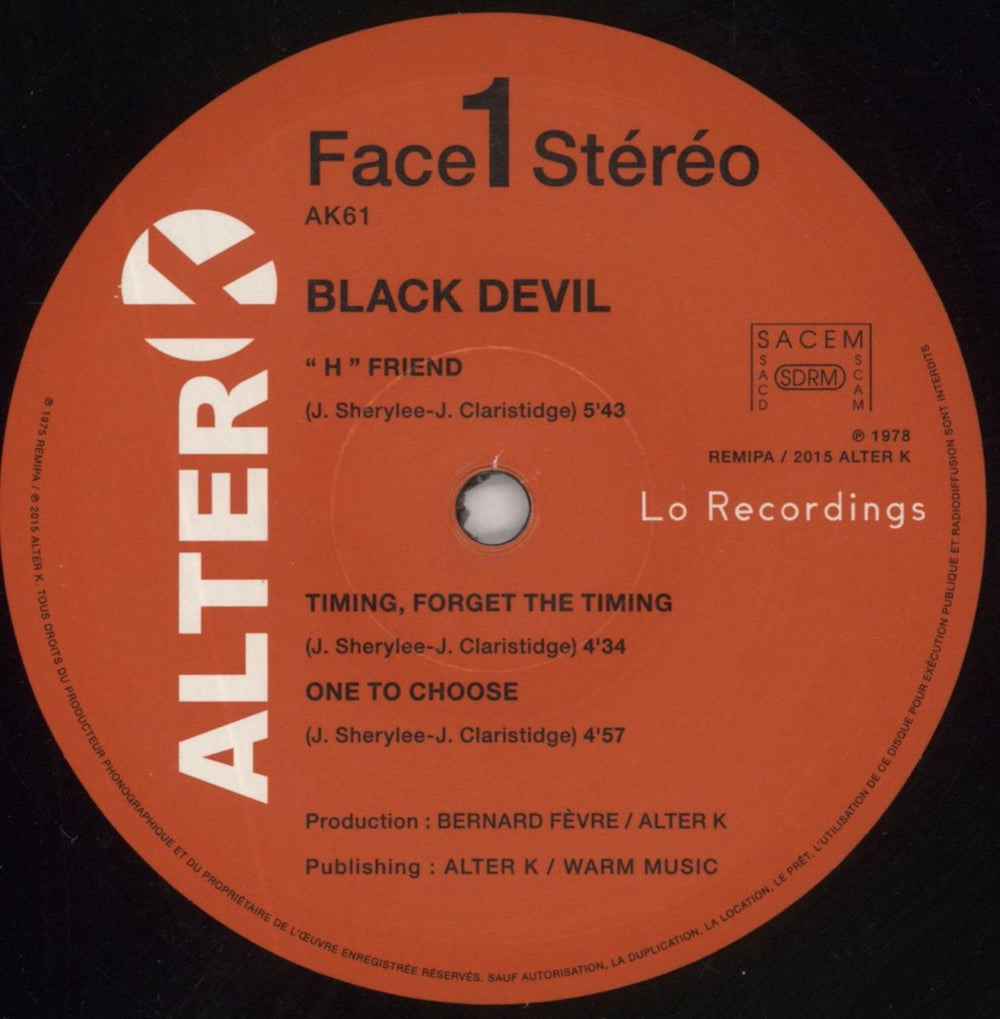 Face 1 Stéréo
AK61
BLACK DEVIL
“ H ” FRIEND
(J. Sherylee-J. Claristidge) 5'43
SACEM
SACD
SDRM
SCAM
℗ 1978
REMIPA / 2015 ALTER K
Lo Recordings
TIMING, FORGET THE TIMING
(J. Sherylee-J. Claristidge) 4'34
ONE TO CHOOSE
(J. Sherylee-J. Claristidge) 4'57
Production : BERNARD FÈVRE / ALTER K
Publishing : ALTER K / WARM MUSIC
ALTER K
℗ 1975 REMIPA / ℗ 2015 ALTER K. TOUS DROITS DU PRODUCTEUR PHONOGRAPHIQUE ET DU PROPRIÉTAIRE DE L'ŒUVRE ENREGISTRÉE RÉSERVÉS. SAUF AUTORISATION, LA DUPLICATION, LA LOCATION, LE PRÊT, L'UTILISATION DE CE DISQUE POUR EXÉCUTION PUBLIQUE ET RADIODIFFUSION SONT INTERDITS